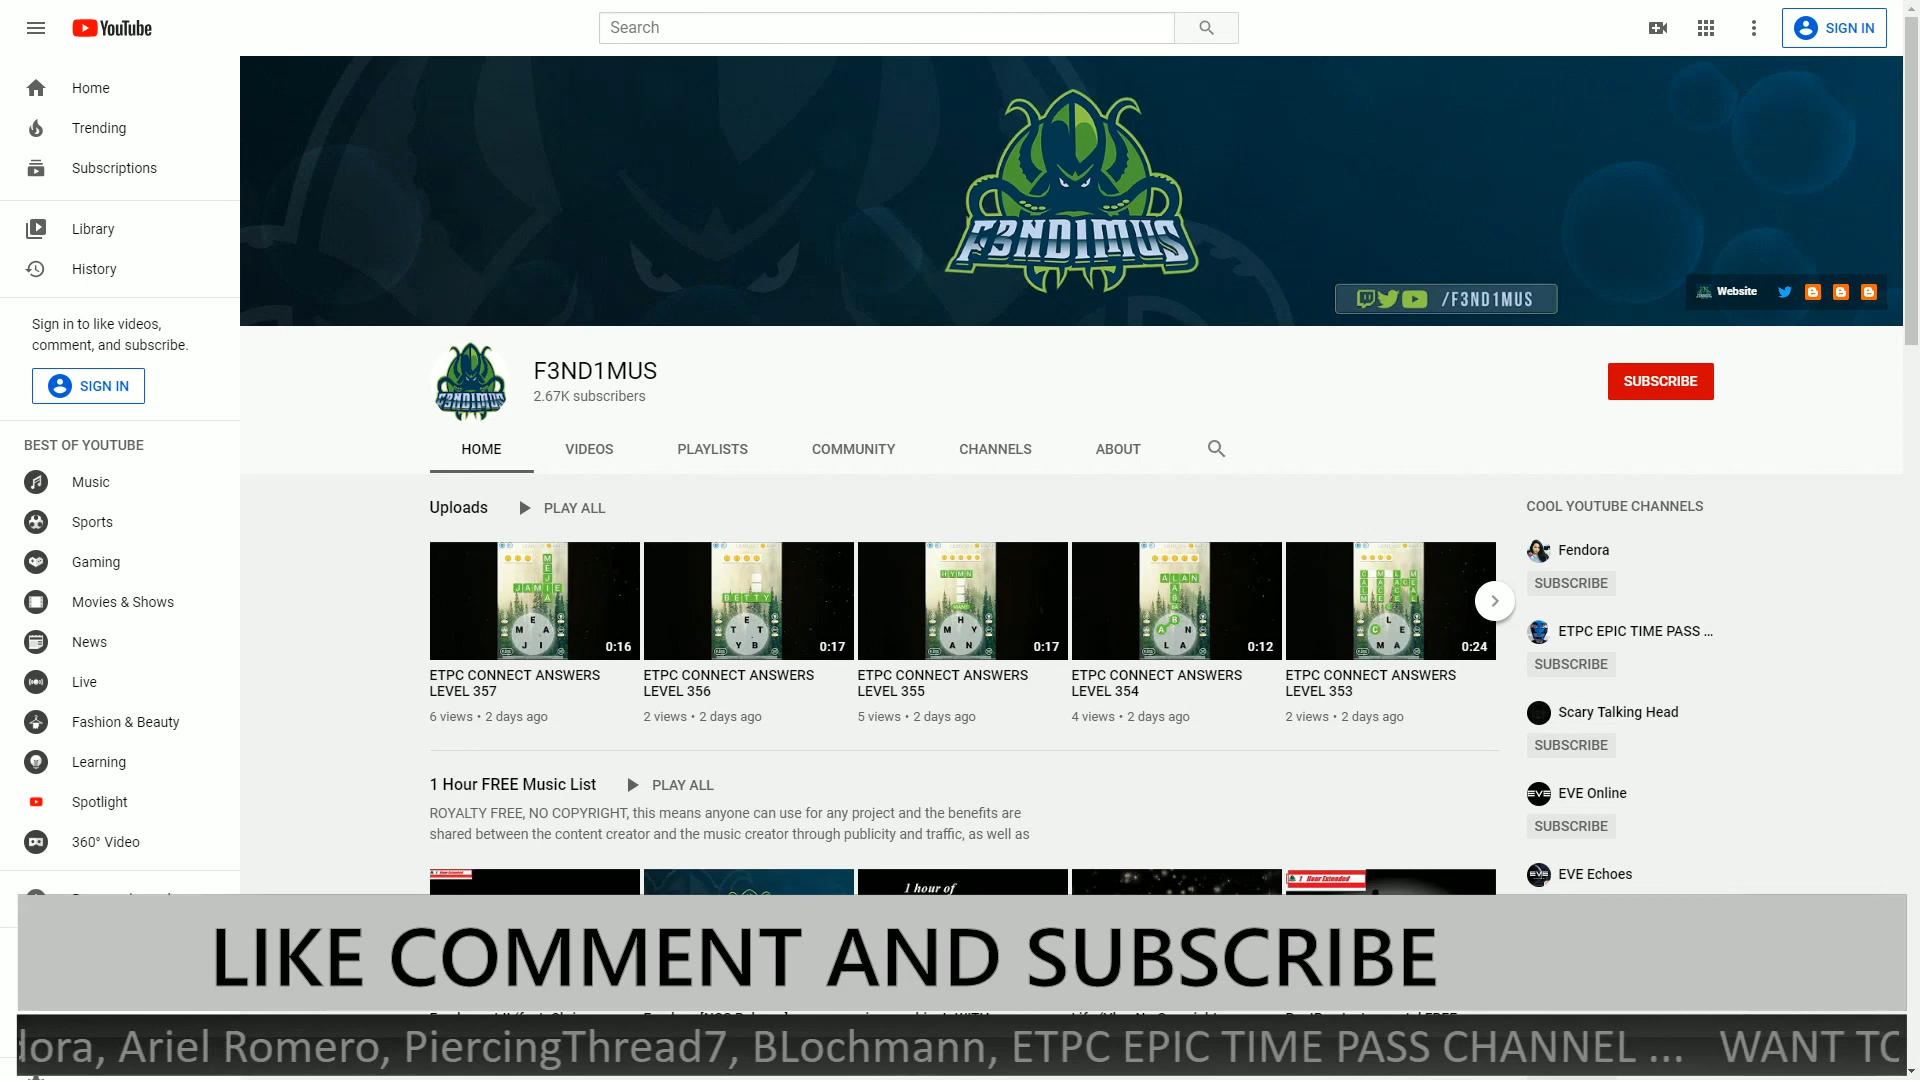 YouTube
Search
SIGN IN
Home
Trending
Subscriptions
Library
History
Sign in to like videos,
comment, and subscribe.
SIGN IN
BEST OF YOUTUBE
Music
Sports
Gaming
Movies & Shows
News
Live
Fashion & Beauty
Learning
Spotlight
360° Video
F3ND1MUS
/F3ND1MUS
Website
F3ND1MUS
2.67K subscribers
SUBSCRIBE
HOME
VIDEOS
PLAYLISTS
COMMUNITY
CHANNELS
ABOUT
Uploads
PLAY ALL
0:16
0:17
0:17
0:12
0:24
ETPC CONNECT ANSWERS
LEVEL 357
6 views • 2 days ago
ETPC CONNECT ANSWERS
LEVEL 356
2 views • 2 days ago
ETPC CONNECT ANSWERS
LEVEL 355
5 views • 2 days ago
ETPC CONNECT ANSWERS
LEVEL 354
4 views • 2 days ago
ETPC CONNECT ANSWERS
LEVEL 353
2 views • 2 days ago
1 Hour FREE Music List
PLAY ALL
ROYALTY FREE, NO COPYRIGHT, this means anyone can use for any project and the benefits are
shared between the content creator and the music creator through publicity and traffic, as well as
1 hour of
1 Hour Extended
COOL YOUTUBE CHANNELS
Fendora
SUBSCRIBE
ETPC EPIC TIME PASS ...
SUBSCRIBE
Scary Talking Head
SUBSCRIBE
EVE Online
SUBSCRIBE
EVE Echoes
LIKE COMMENT AND SUBSCRIBE
dora, Ariel Romero, PiercingThread7, BLochmann, ETPC EPIC TIME PASS CHANNEL ... WANT TO